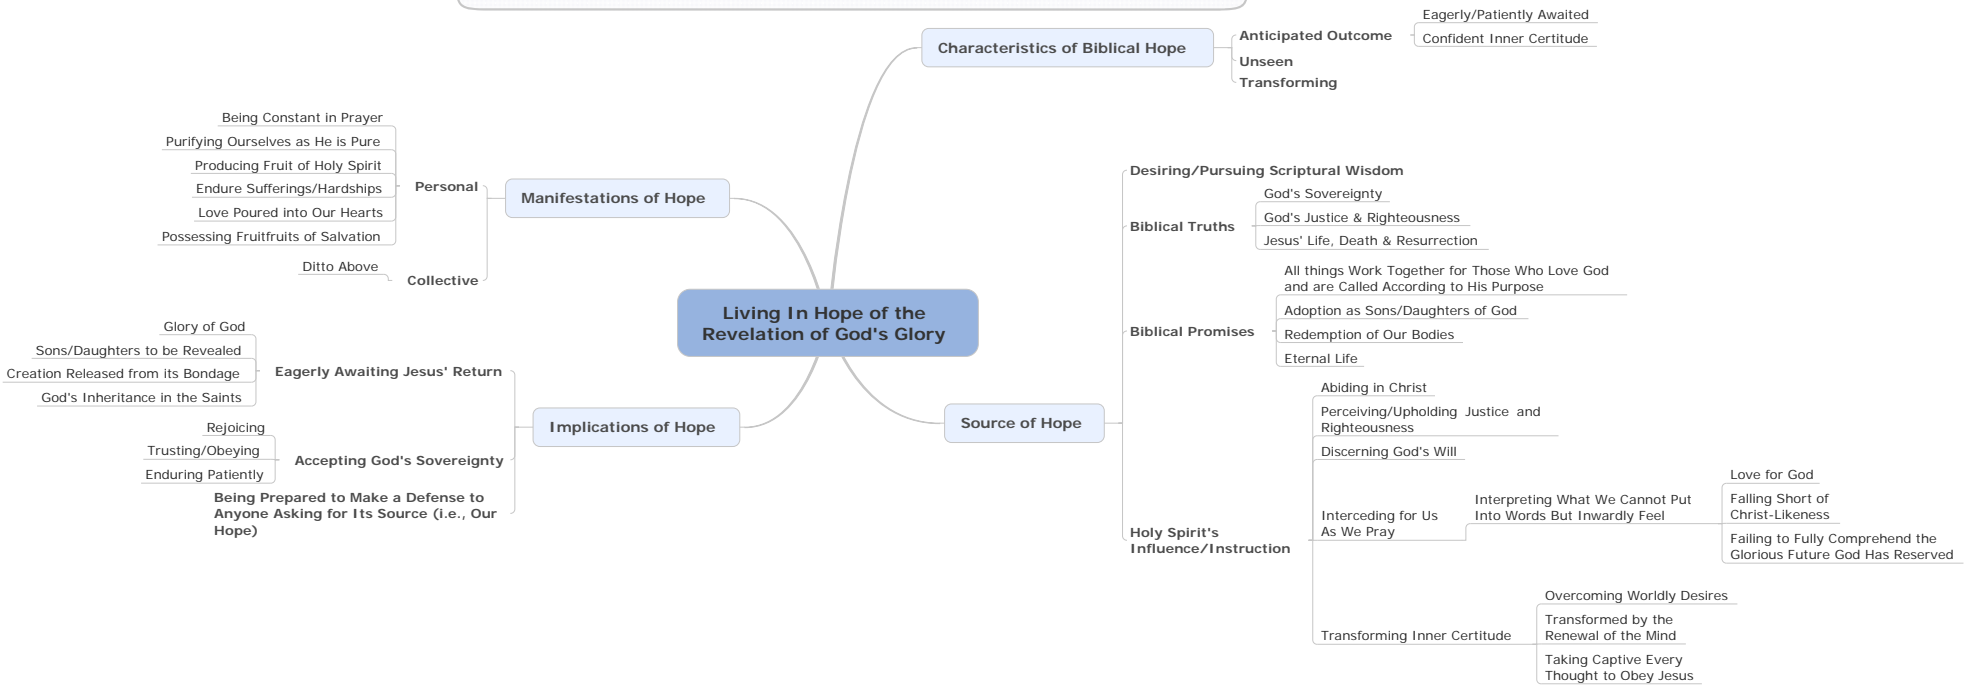 Living In Hope of the
Revelation of God's Glory
Characteristics of Biblical Hope
Anticipated Outcome
Eagerly/Patiently Awaited
Confident Inner Certitude
Unseen
Transforming
Source of Hope
Desiring/Pursuing Scriptural Wisdom
Biblical Truths
God's Sovereignty
God's Justice & Righteousness
Jesus' Life, Death & Resurrection
Biblical Promises
All things Work Together for Those Who Love God
and are Called According to His Purpose
Adoption as Sons/Daughters of God
Redemption of Our Bodies
Eternal Life
Holy Spirit's
Influence/Instruction
Abiding in Christ
Perceiving/Upholding Justice and
Righteousness
Discerning God's Will
Interceding for Us
As We Pray
Interpreting What We Cannot Put
Into Words But Inwardly Feel
Love for God
Falling Short of
Christ-Likeness
Failing to Fully Comprehend the
Glorious Future God Has Reserved
Transforming Inner Certitude
Overcoming Worldly Desires
Transformed by the
Renewal of the Mind
Taking Captive Every
Thought to Obey Jesus
Manifestations of Hope
Personal
Being Constant in Prayer
Purifying Ourselves as He is Pure
Producing Fruit of Holy Spirit
Endure Sufferings/Hardships
Love Poured into Our Hearts
Possessing Fruitfruits of Salvation
Collective
Ditto Above
Implications of Hope
Eagerly Awaiting Jesus' Return
Glory of God
Sons/Daughters to be Revealed
Creation Released from its Bondage
God's Inheritance in the Saints
Accepting God's Sovereignty
Rejoicing
Trusting/Obeying
Enduring Patiently
Being Prepared to Make a Defense to
Anyone Asking for Its Source (i.e., Our
Hope)